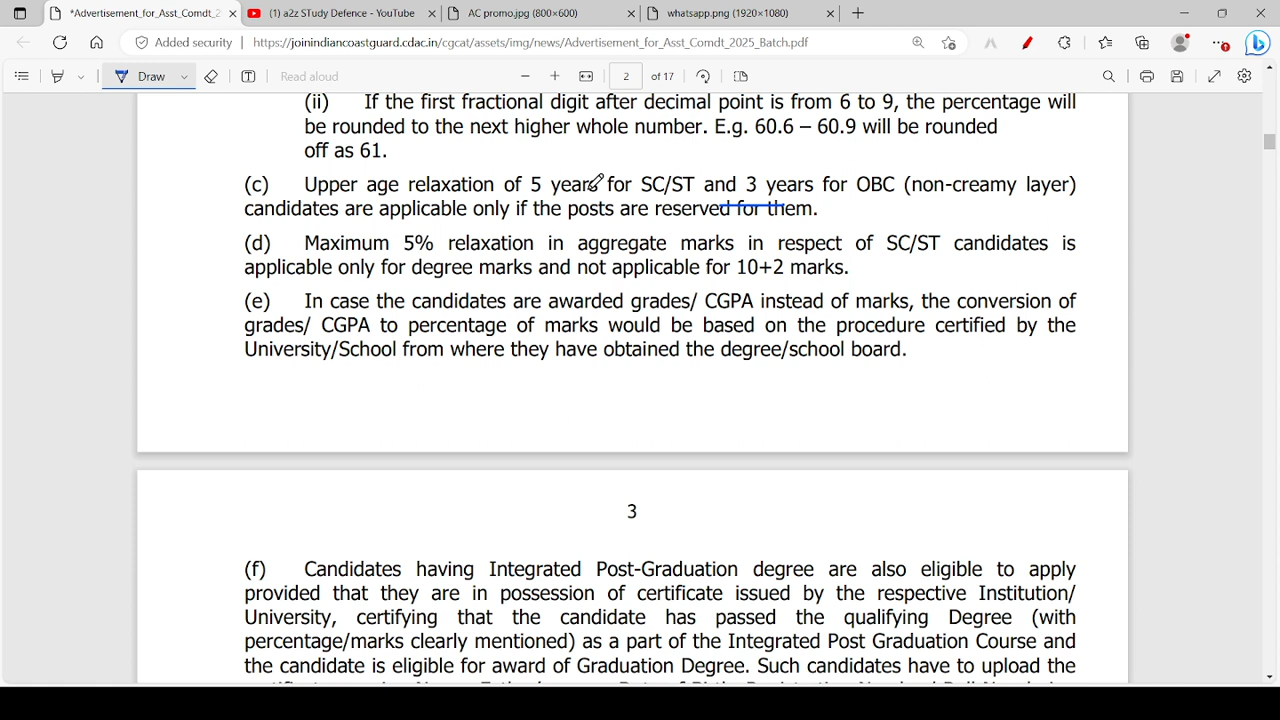 *Advertisement_for_Asst_Comdt_2
(1) a2z STudy Defence - YouTube
AC promo.jpg (800×600)
whatsapp.png (1920×1080)
Added security
https://joinindiancoastguard.cdac.in/cgcat/assets/img/news/Advertisement_for_Asst_Comdt_2025_Batch.pdf
Draw
Read aloud
2 of 17
(ii) If the first fractional digit after decimal point is from 6 to 9, the percentage will
be rounded to the next higher whole number. E.g. 60.6 – 60.9 will be rounded
off as 61.
(c) Upper age relaxation of 5 years for SC/ST and 3 years for OBC (non-creamy layer)
candidates are applicable only if the posts are reserved for them.
(d) Maximum 5% relaxation in aggregate marks in respect of SC/ST candidates is
applicable only for degree marks and not applicable for 10+2 marks.
(e) In case the candidates are awarded grades/ CGPA instead of marks, the conversion of
grades/ CGPA to percentage of marks would be based on the procedure certified by the
University/School from where they have obtained the degree/school board.
3
(f) Candidates having Integrated Post-Graduation degree are also eligible to apply
provided that they are in possession of certificate issued by the respective Institution/
University, certifying that the candidate has passed the qualifying Degree (with
percentage/marks clearly mentioned) as a part of the Integrated Post Graduation Course and
the candidate is eligible for award of Graduation Degree. Such candidates have to upload the